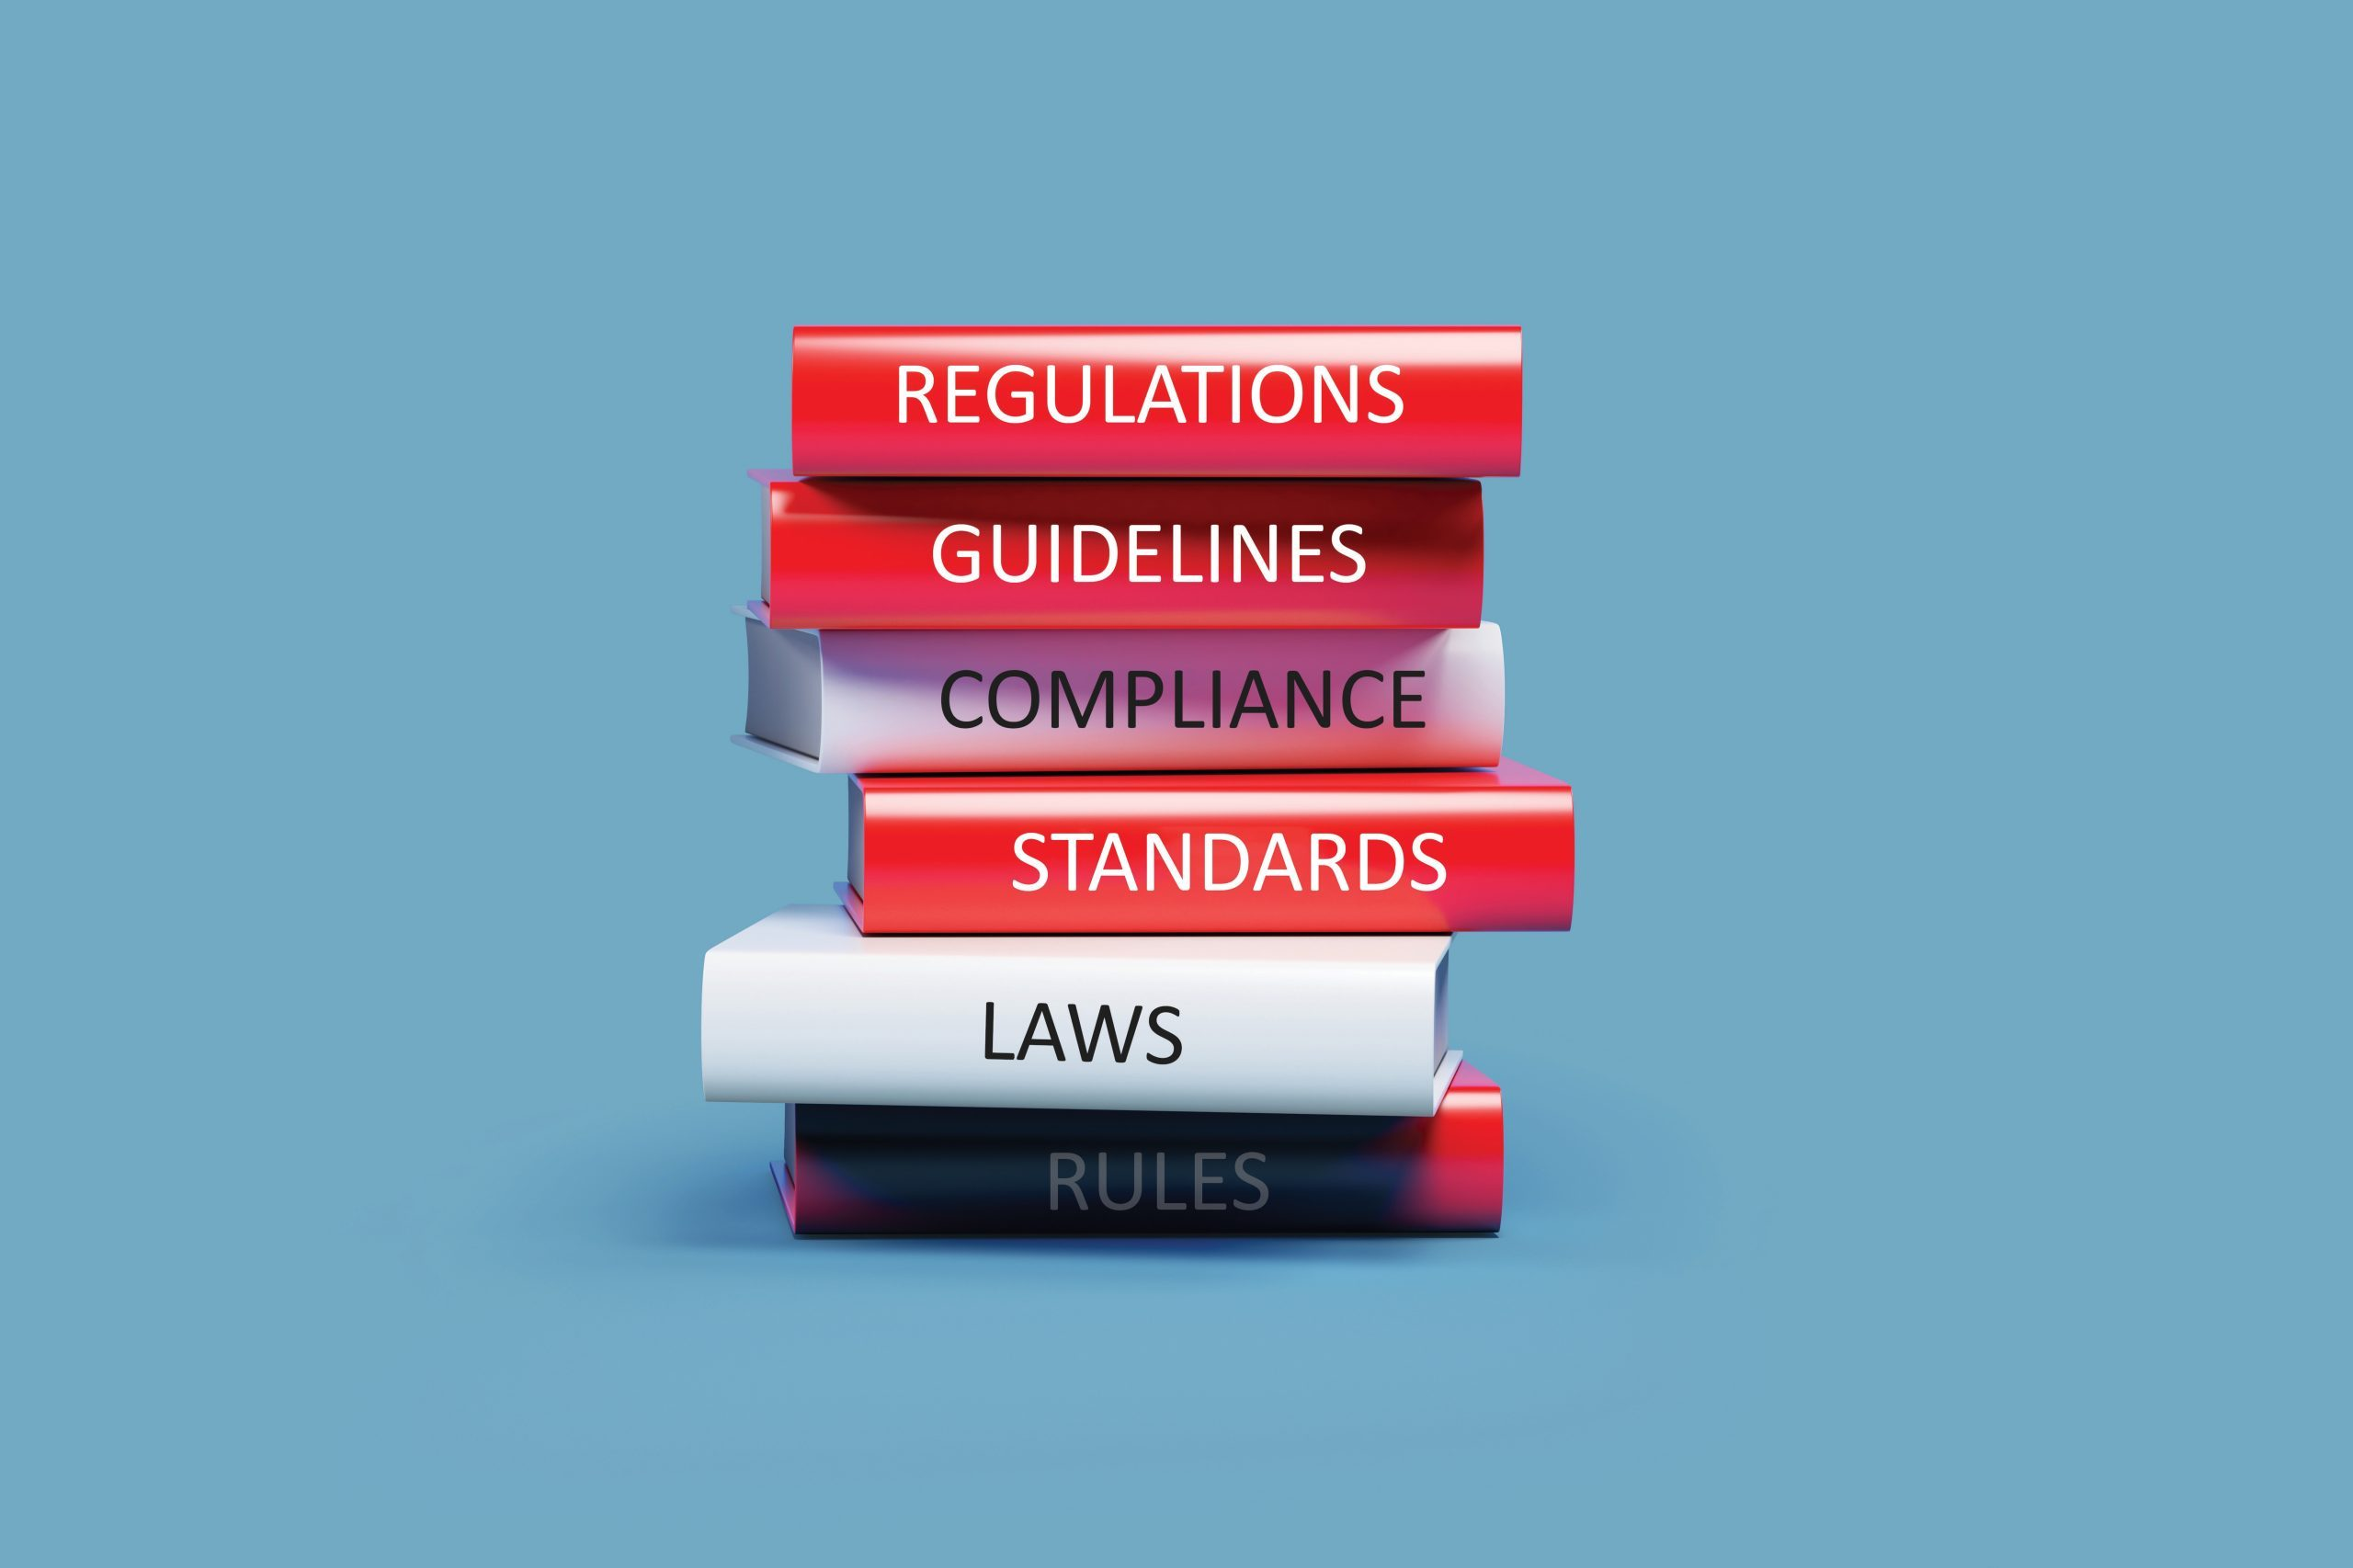 REGULATIONS
GUIDELINES
COMPLIANCE
STANDARDS
LAWS
RULES